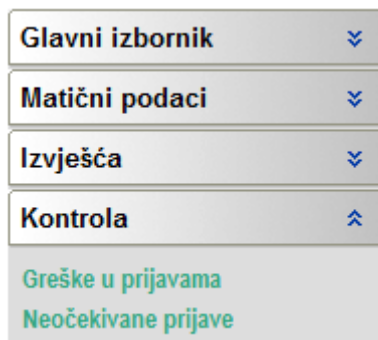 Glavni izbornik
Matični podaci
Izvješća
Kontrola
Greške u prijavama
Neočekivane prijave